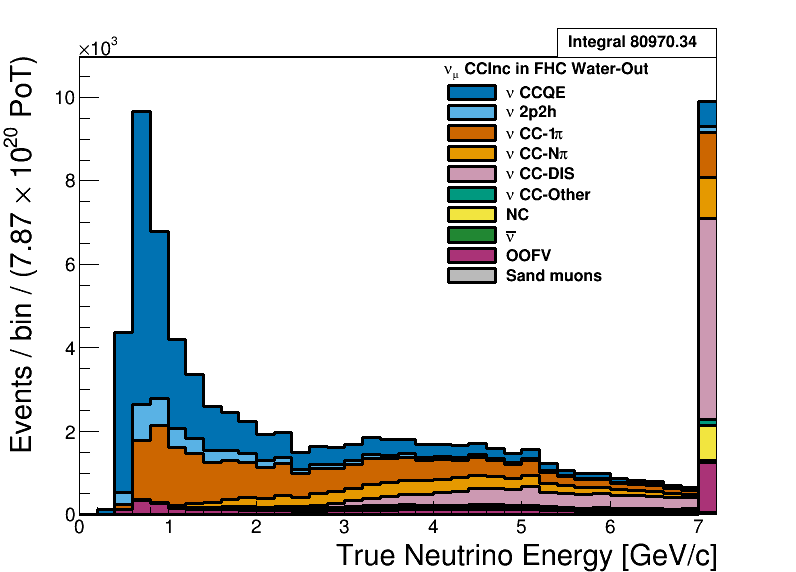 Integral 80970.34
×10³
ν_μ CCInc in FHC Water-Out
ν CCQE
ν 2p2h
ν CC-1π
ν CC-Nπ
ν CC-DIS
ν CC-Other
NC
ν̅
OOFV
Sand muons
Events / bin / (7.87 × 10²⁰ PoT)
10
8
6
4
2
0
0 1 2 3 4 5 6 7
True Neutrino Energy [GeV/c]